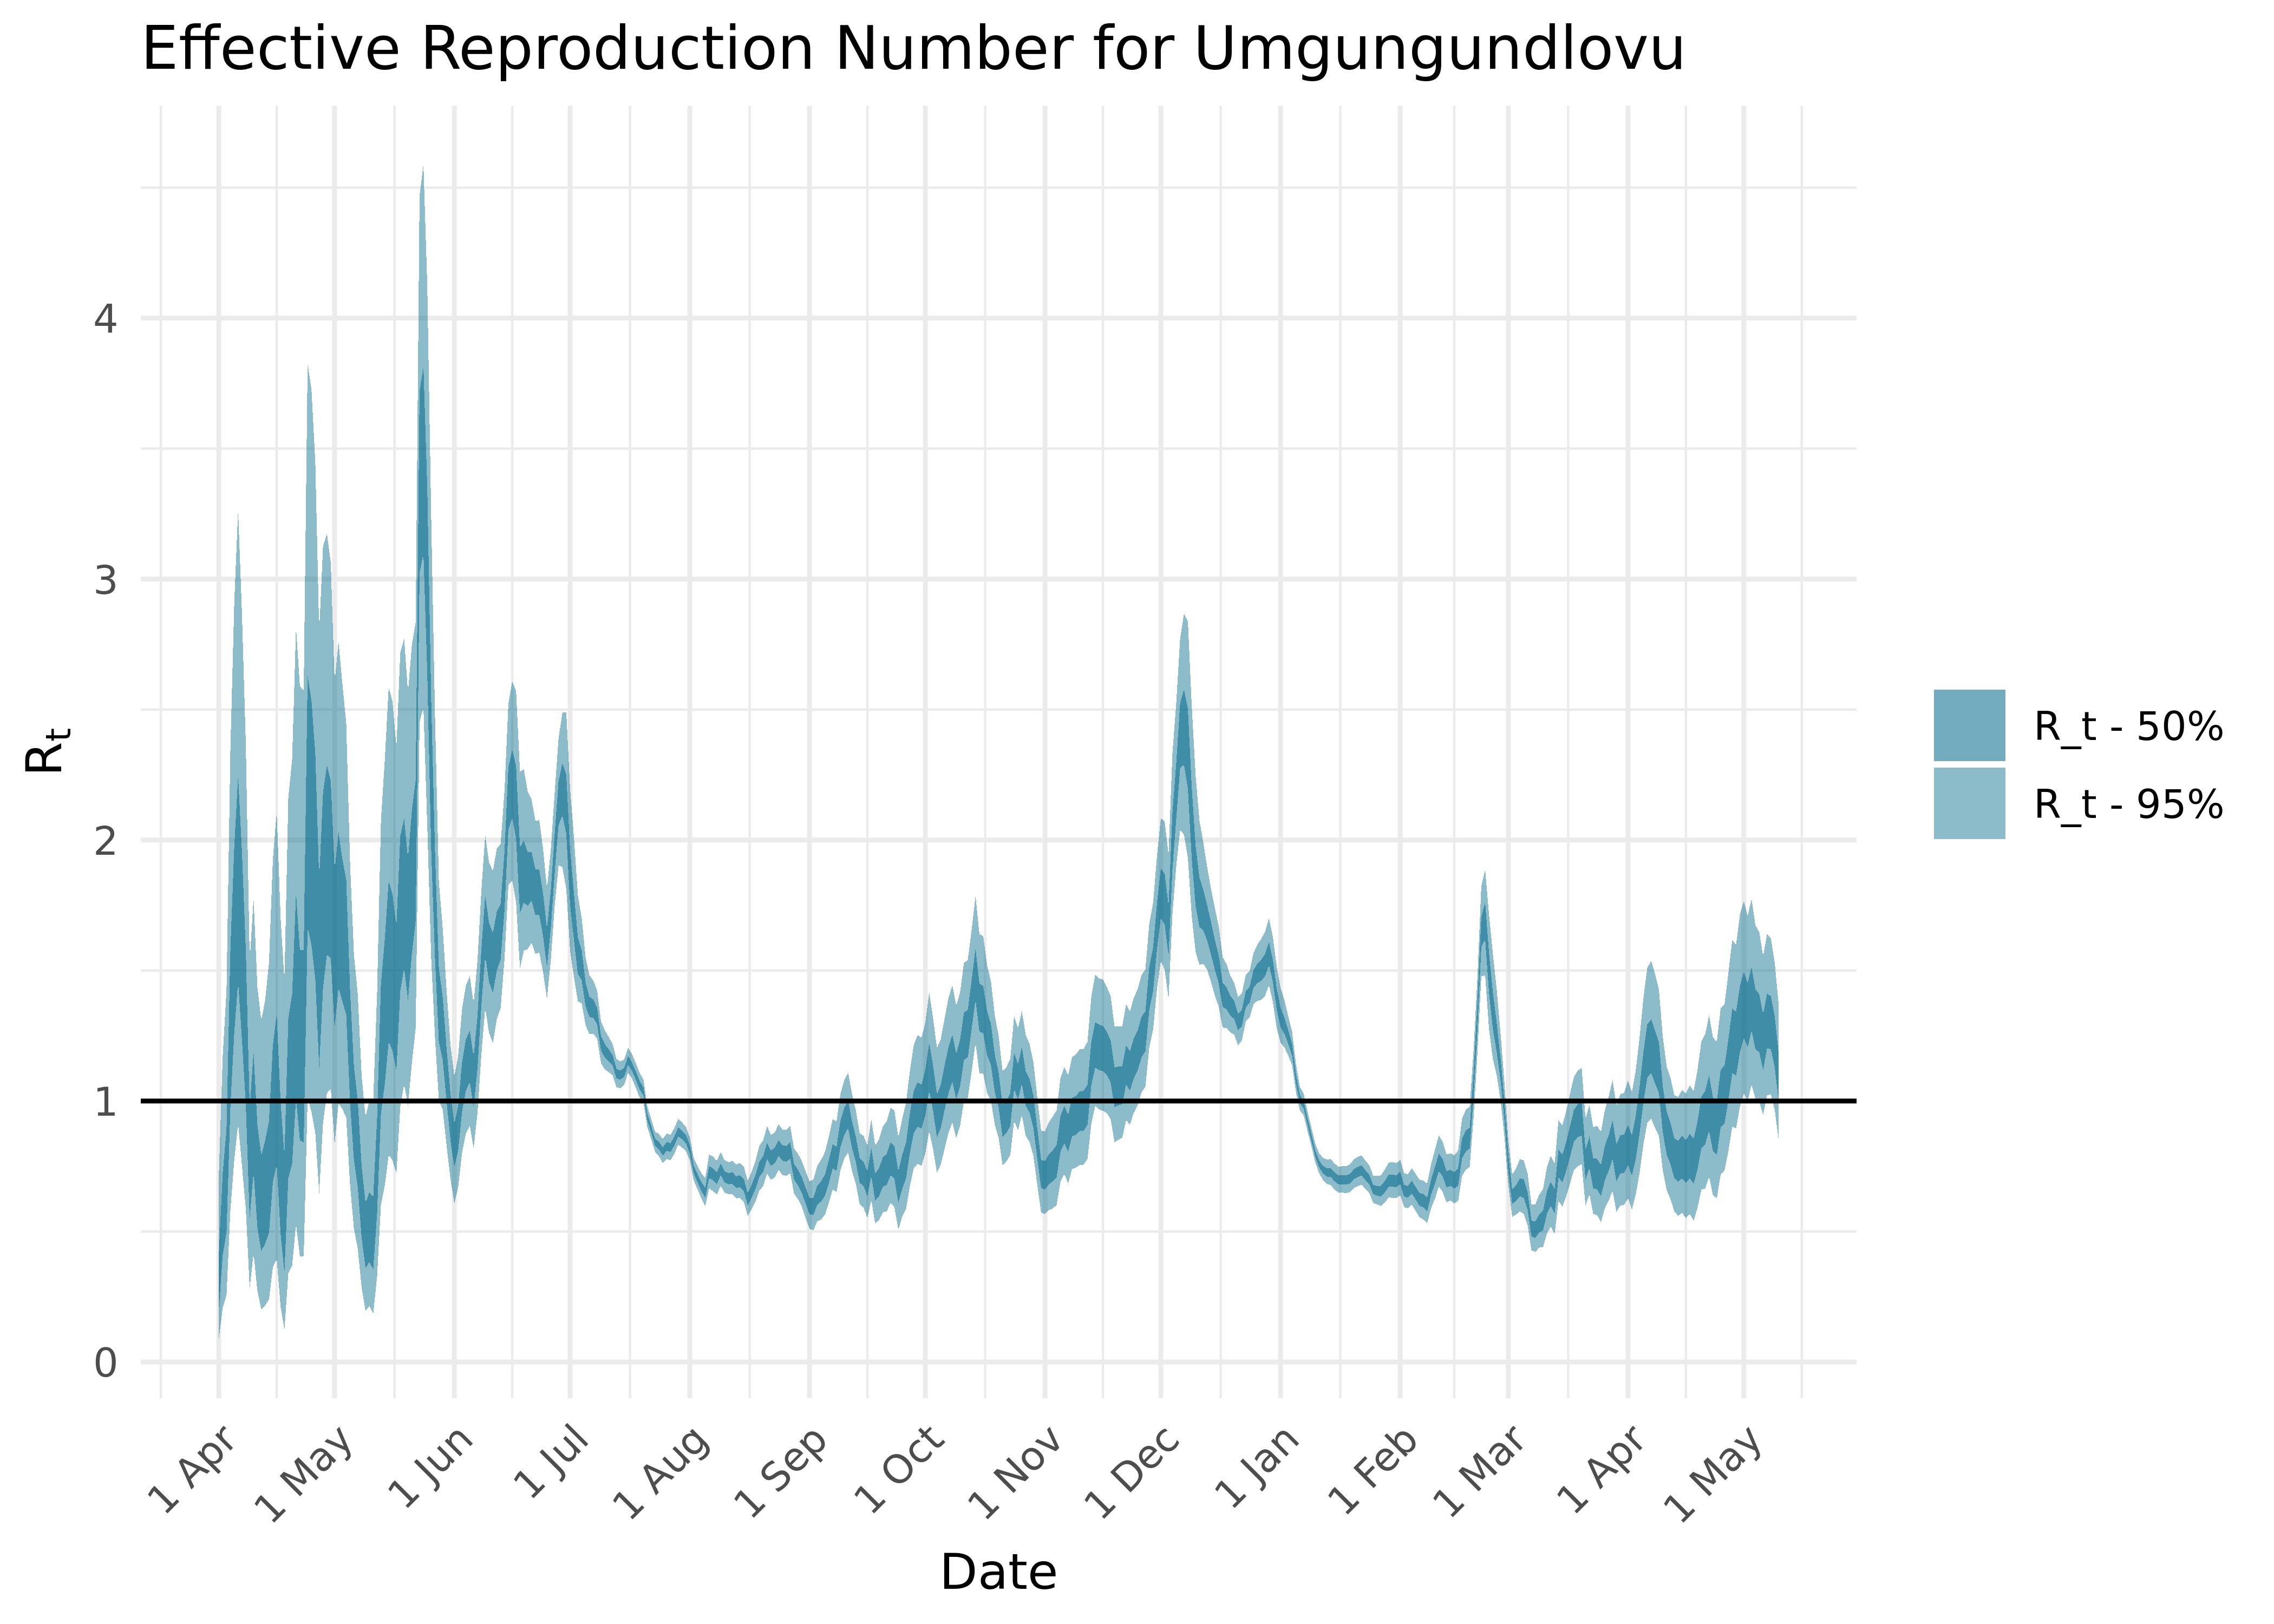 Effective Reproduction Number for Umgungundlovu
4
3
2
1
0
Rt
R_t - 50%
R_t - 95%
1 Apr
1 May
1 Jun
1 Jul
1 Aug
1 Sep
1 Oct
1 Nov
1 Dec
1 Jan
1 Feb
1 Mar
1 Apr
1 May
Date